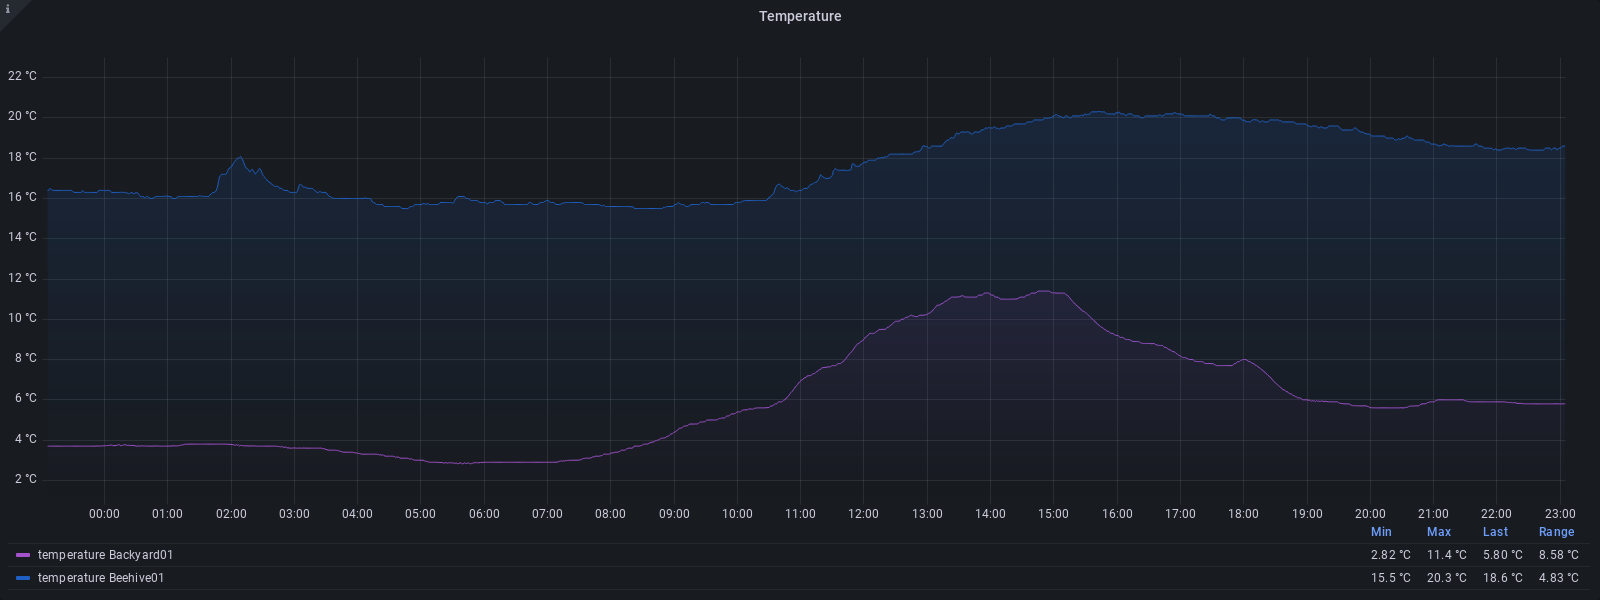 i
Temperature
22 °C
20 °C
18 °C
16 °C
14 °C
12 °C
10 °C
8 °C
6 °C
4 °C
2 °C
00:00 01:00 02:00 03:00 04:00 05:00 06:00 07:00 08:00 09:00 10:00 11:00 12:00 13:00 14:00 15:00 16:00 17:00 18:00 19:00 20:00 21:00 22:00 23:00
Min Max Last Range
temperature Backyard01 2.82 °C 11.4 °C 5.80 °C 8.58 °C
temperature Beehive01 15.5 °C 20.3 °C 18.6 °C 4.83 °C